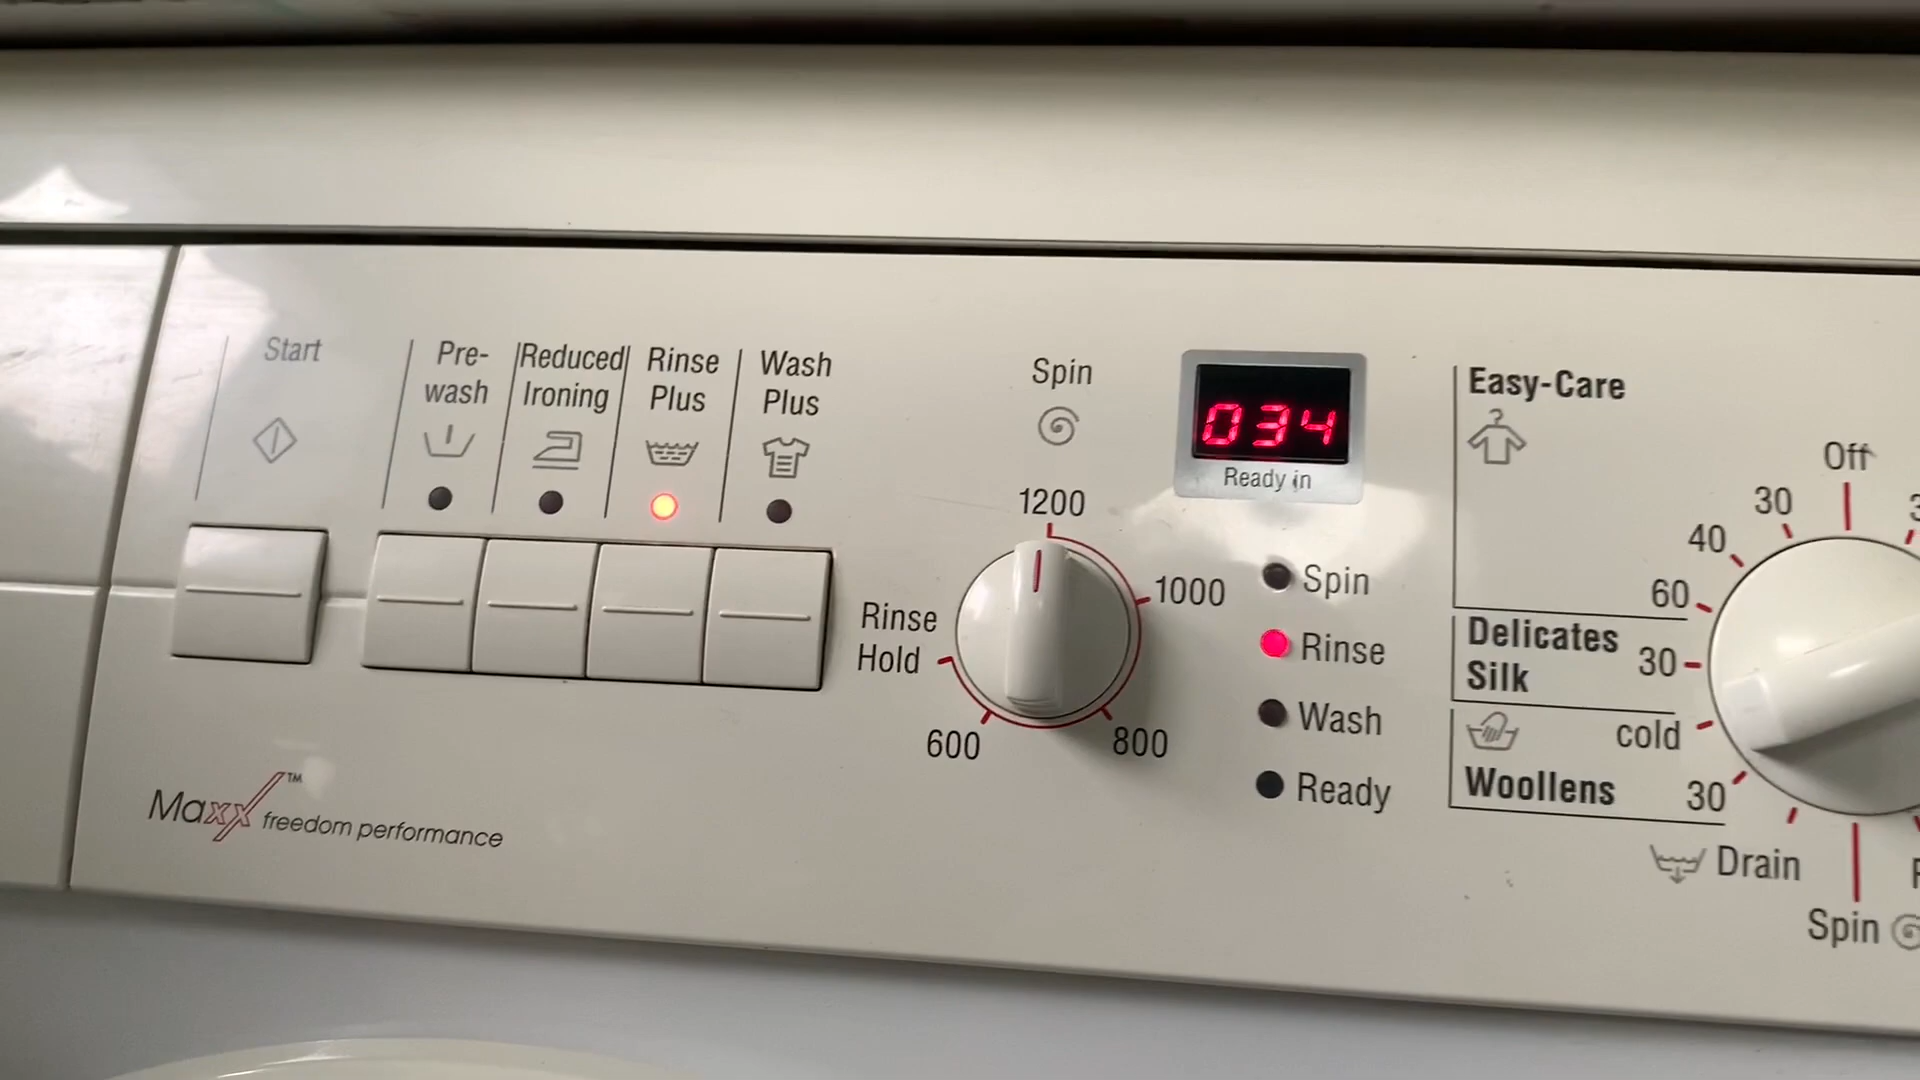 Start
Pre-
wash
Reduced
Ironing
Rinse
Plus
Wash
Plus
Spin
1200
1000
800
600
Rinse
Hold
034
Ready in
Spin
Rinse
Wash
Ready
Easy-Care
Off
30
40
60
Delicates
Silk
30
cold
Woollens
30
Drain
Spin
Maxx™ freedom performance